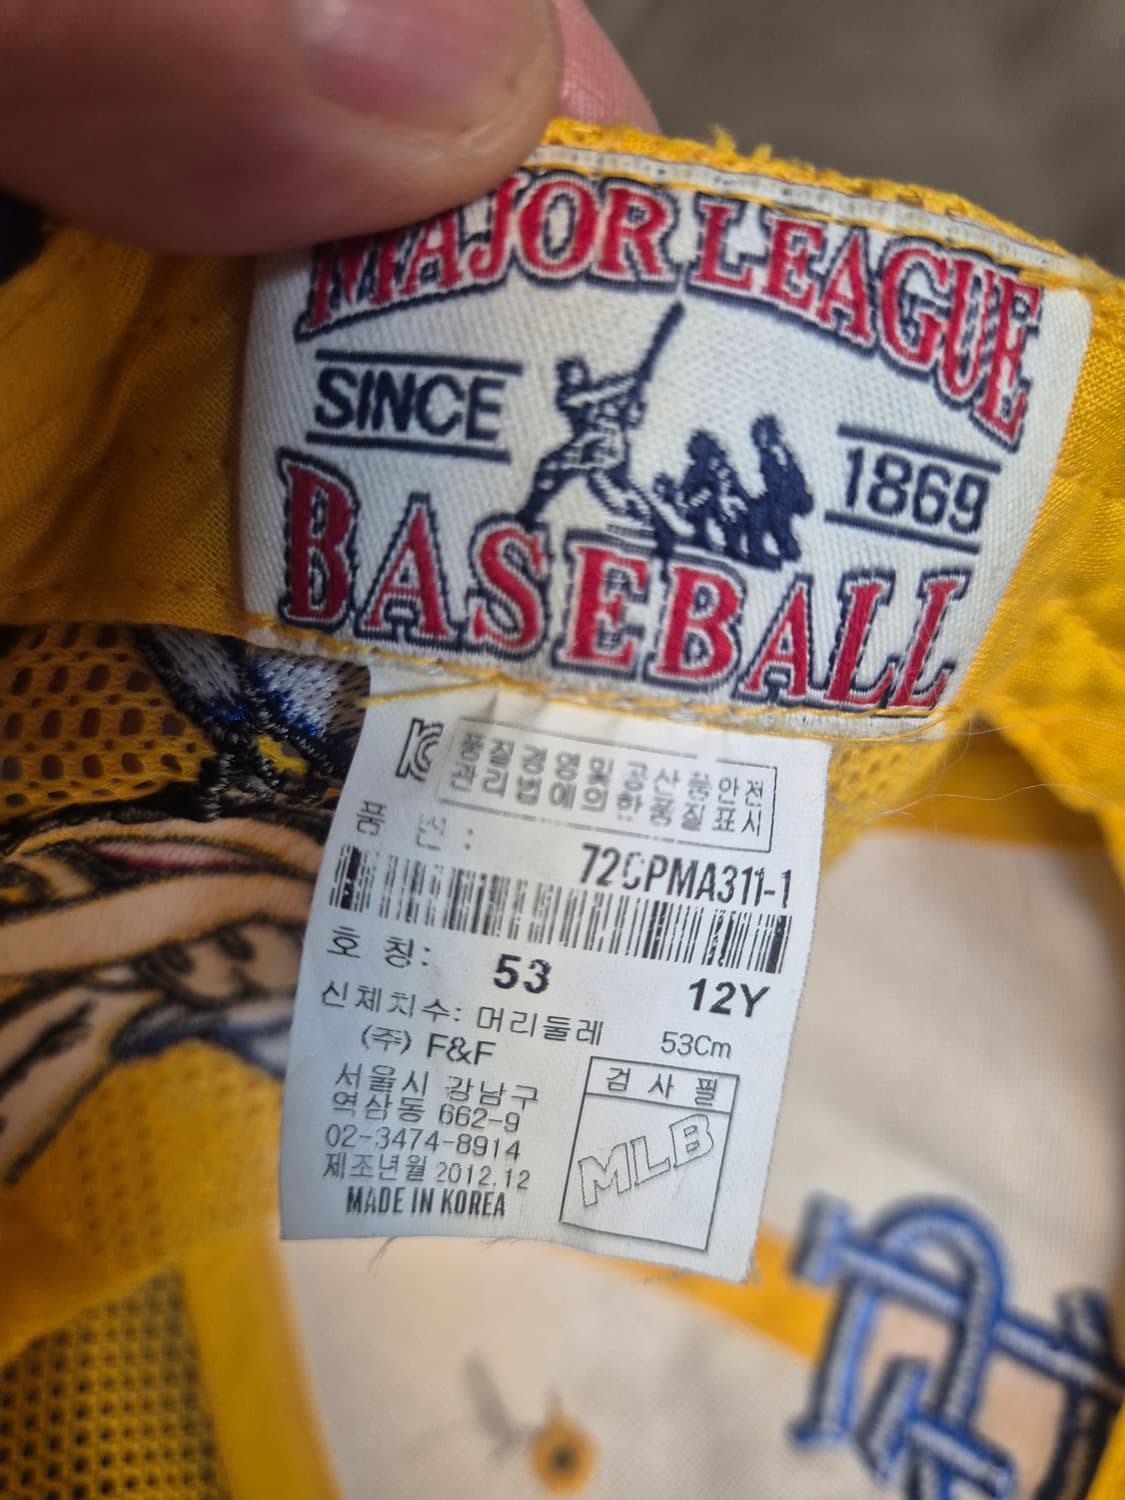 MAJOR LEAGUE
SINCE 1869
BASEBALL
품질경영및공산품안전
관리법에의한품질표시
품 번 :
72CPMA311-1
호 칭: 53 12Y
신체치수: 머리둘레 53Cm
(주) F&F
서울시 강남구
역삼동 662-9
02-3474-8914
제조년월 2012.12
MADE IN KOREA
검 사 필
MLB